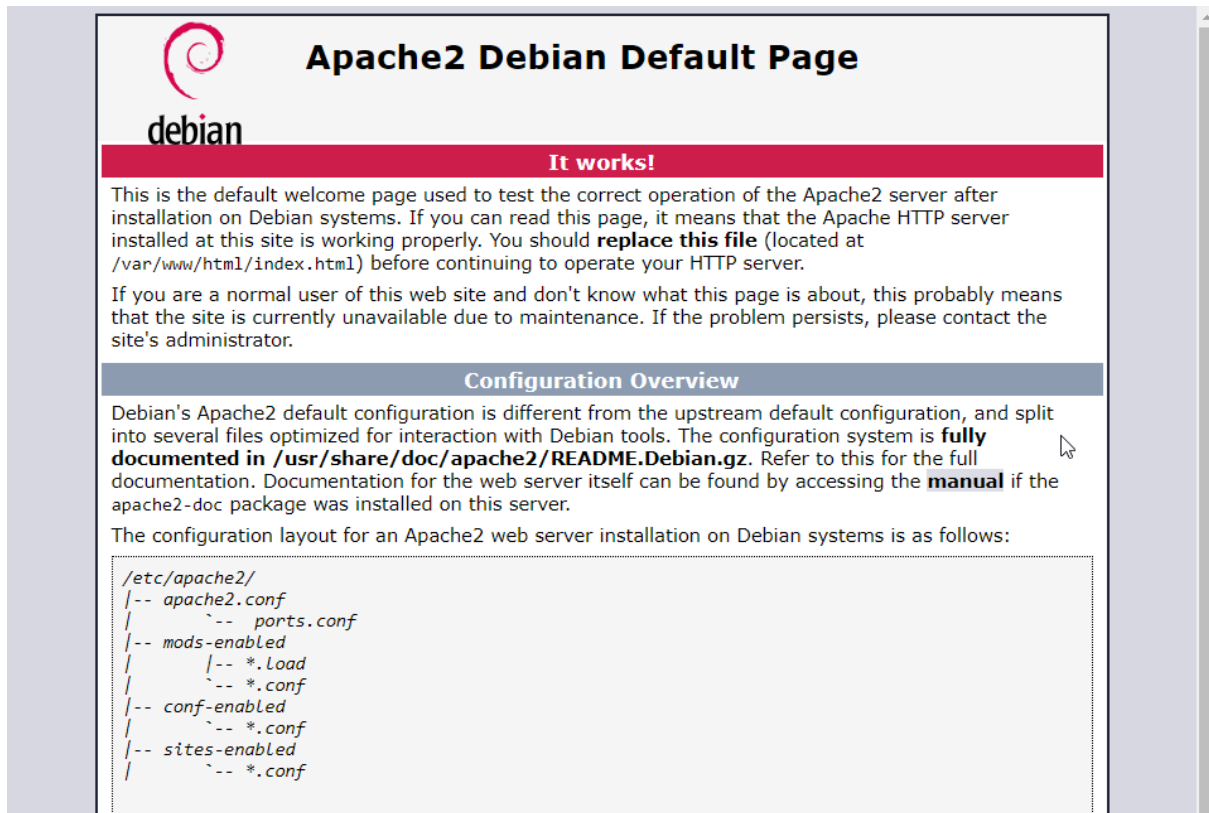 Apache2 Debian Default Page
debian
It works!
This is the default welcome page used to test the correct operation of the Apache2 server after
installation on Debian systems. If you can read this page, it means that the Apache HTTP server
installed at this site is working properly. You should replace this file (located at
/var/www/html/index.html) before continuing to operate your HTTP server.
If you are a normal user of this web site and don't know what this page is about, this probably means
that the site is currently unavailable due to maintenance. If the problem persists, please contact the
site's administrator.
Configuration Overview
Debian's Apache2 default configuration is different from the upstream default configuration, and split
into several files optimized for interaction with Debian tools. The configuration system is fully
documented in /usr/share/doc/apache2/README.Debian.gz. Refer to this for the full
documentation. Documentation for the web server itself can be found by accessing the manual if the
apache2-doc package was installed on this server.
The configuration layout for an Apache2 web server installation on Debian systems is as follows:
/etc/apache2/
|-- apache2.conf
|       `--  ports.conf
|-- mods-enabled
|       |-- *.load
|       `-- *.conf
|-- conf-enabled
|       `-- *.conf
|-- sites-enabled
|       `-- *.conf